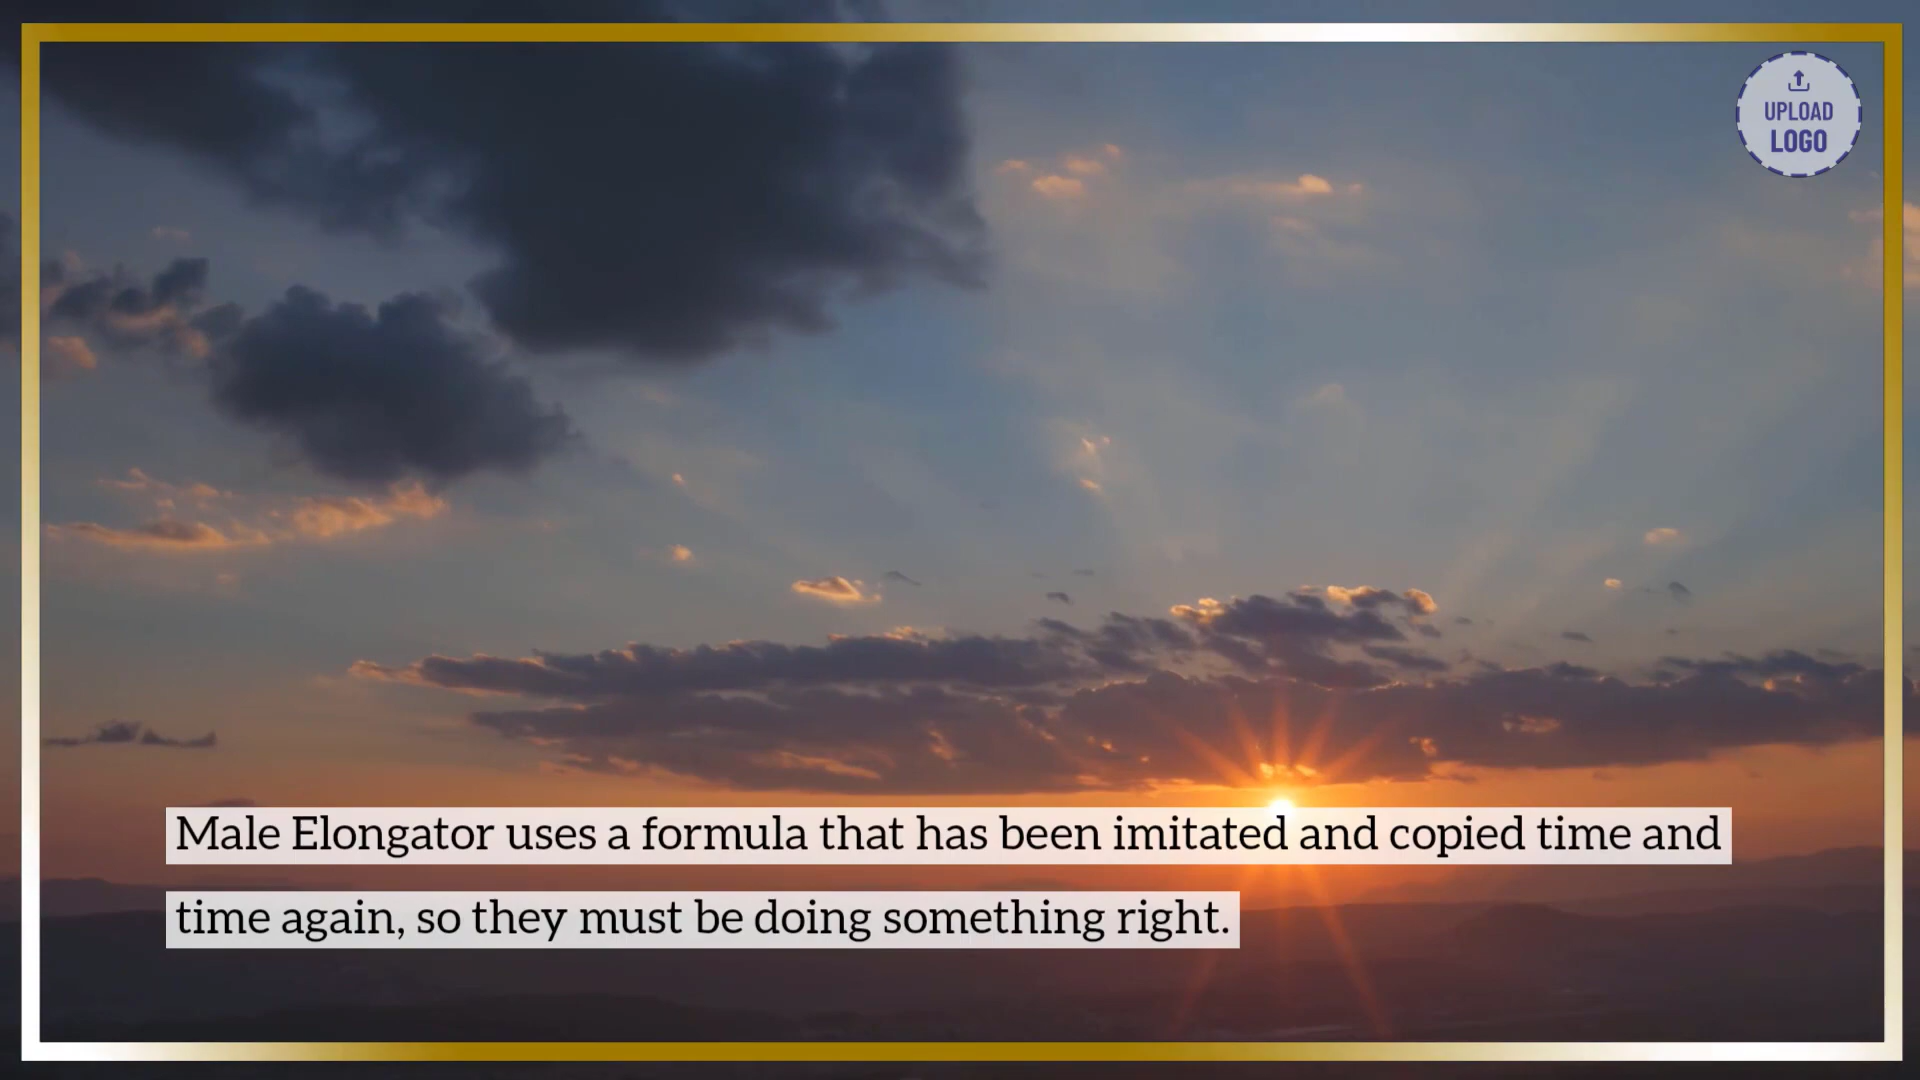 UPLOAD
LOGO
Male Elongator uses a formula that has been imitated and copied time and
time again, so they must be doing something right.